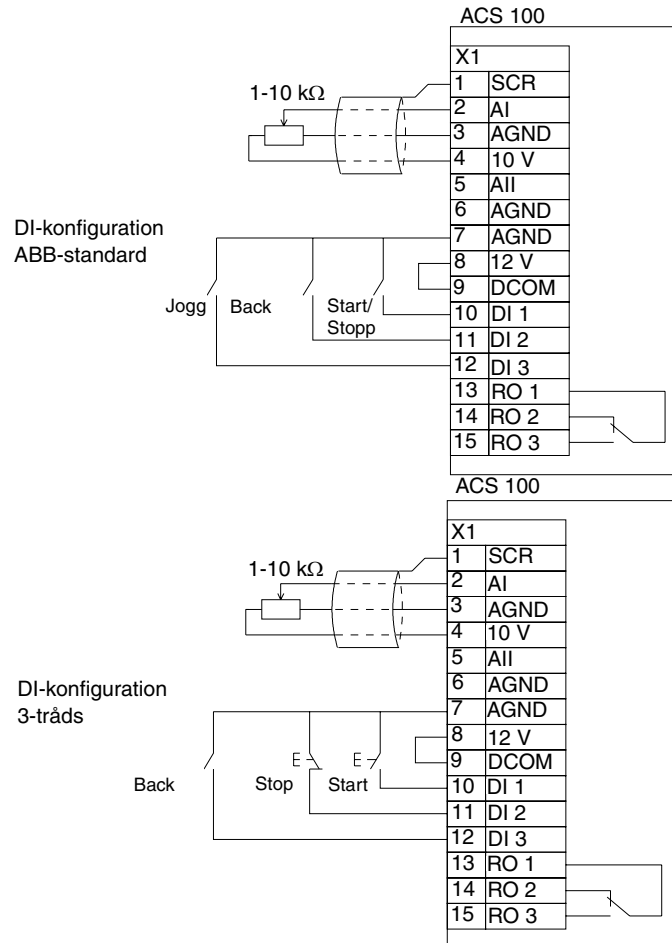 ACS 100
X1
1 SCR
1-10 kΩ
2 AI
3 AGND
4 10 V
5 AII
6 AGND
DI-konfiguration
ABB-standard
7 AGND
8 12 V
9 DCOM
Jogg Back Start/
Stopp
10 DI 1
11 DI 2
12 DI 3
13 RO 1
14 RO 2
15 RO 3
ACS 100
X1
1 SCR
1-10 kΩ
2 AI
3 AGND
4 10 V
5 AII
6 AGND
DI-konfiguration
3-tråds
7 AGND
8 12 V
9 DCOM
E E
Back Stop Start
10 DI 1
11 DI 2
12 DI 3
13 RO 1
14 RO 2
15 RO 3